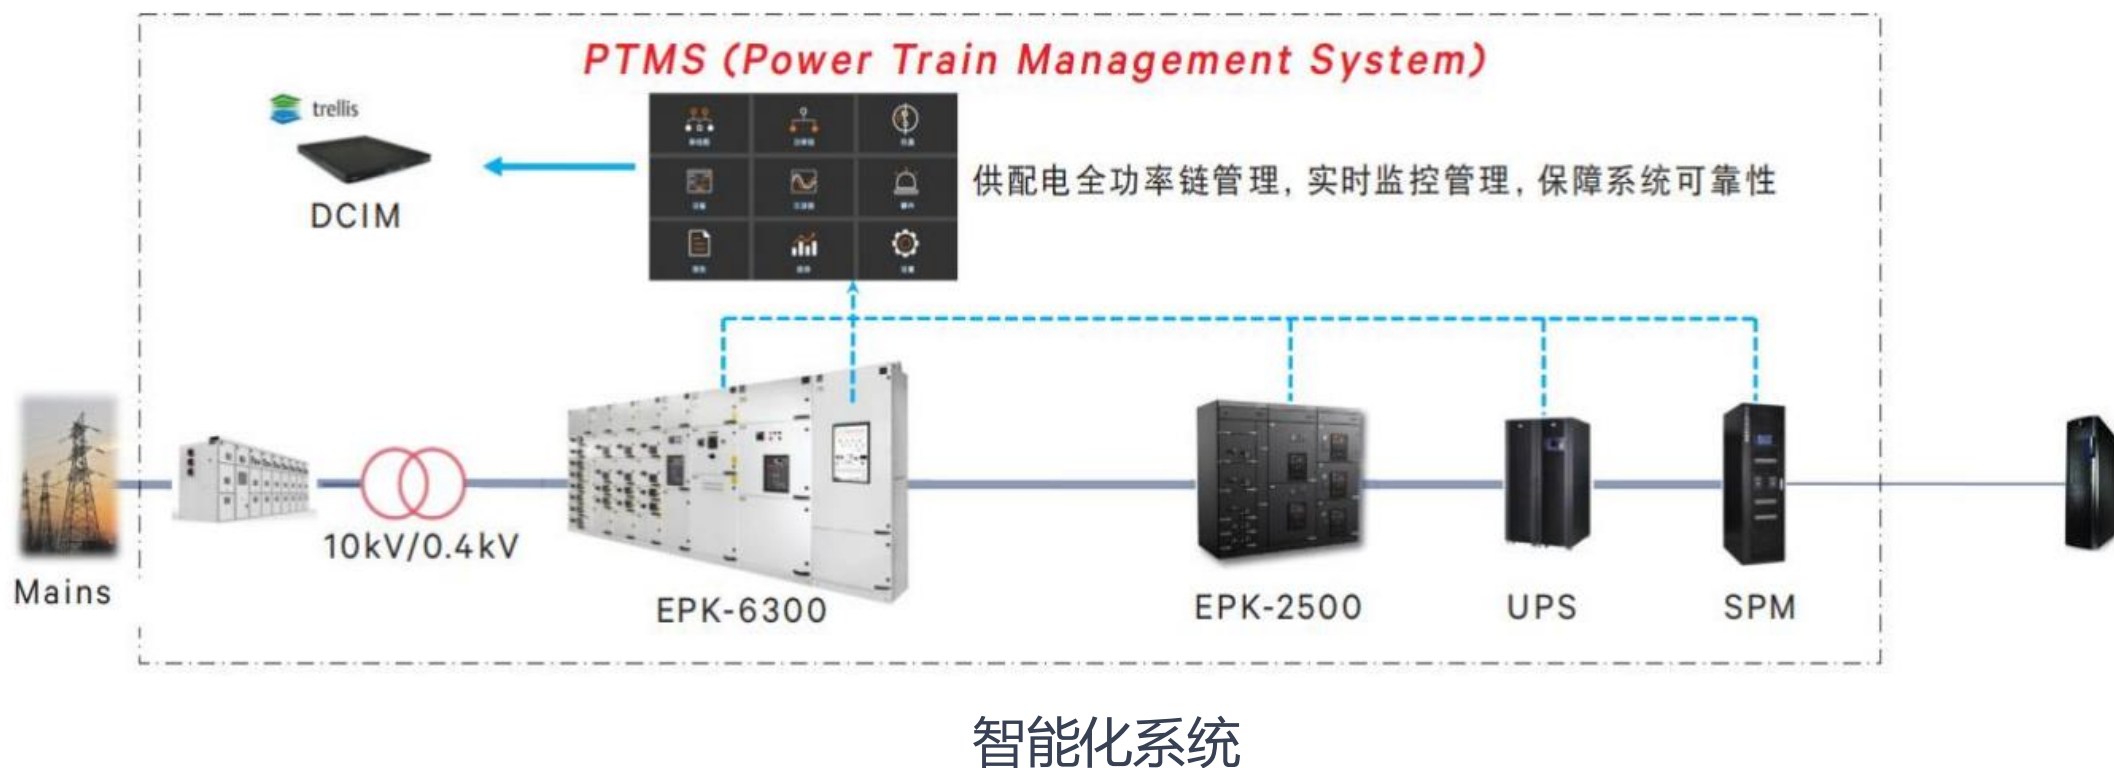 PTMS (Power Train Management System)
trellis
DCIM
供配电全功率链管理, 实时监控管理, 保障系统可靠性
10kV/0.4kV
Mains
EPK-6300
EPK-2500
UPS
SPM
智能化系统